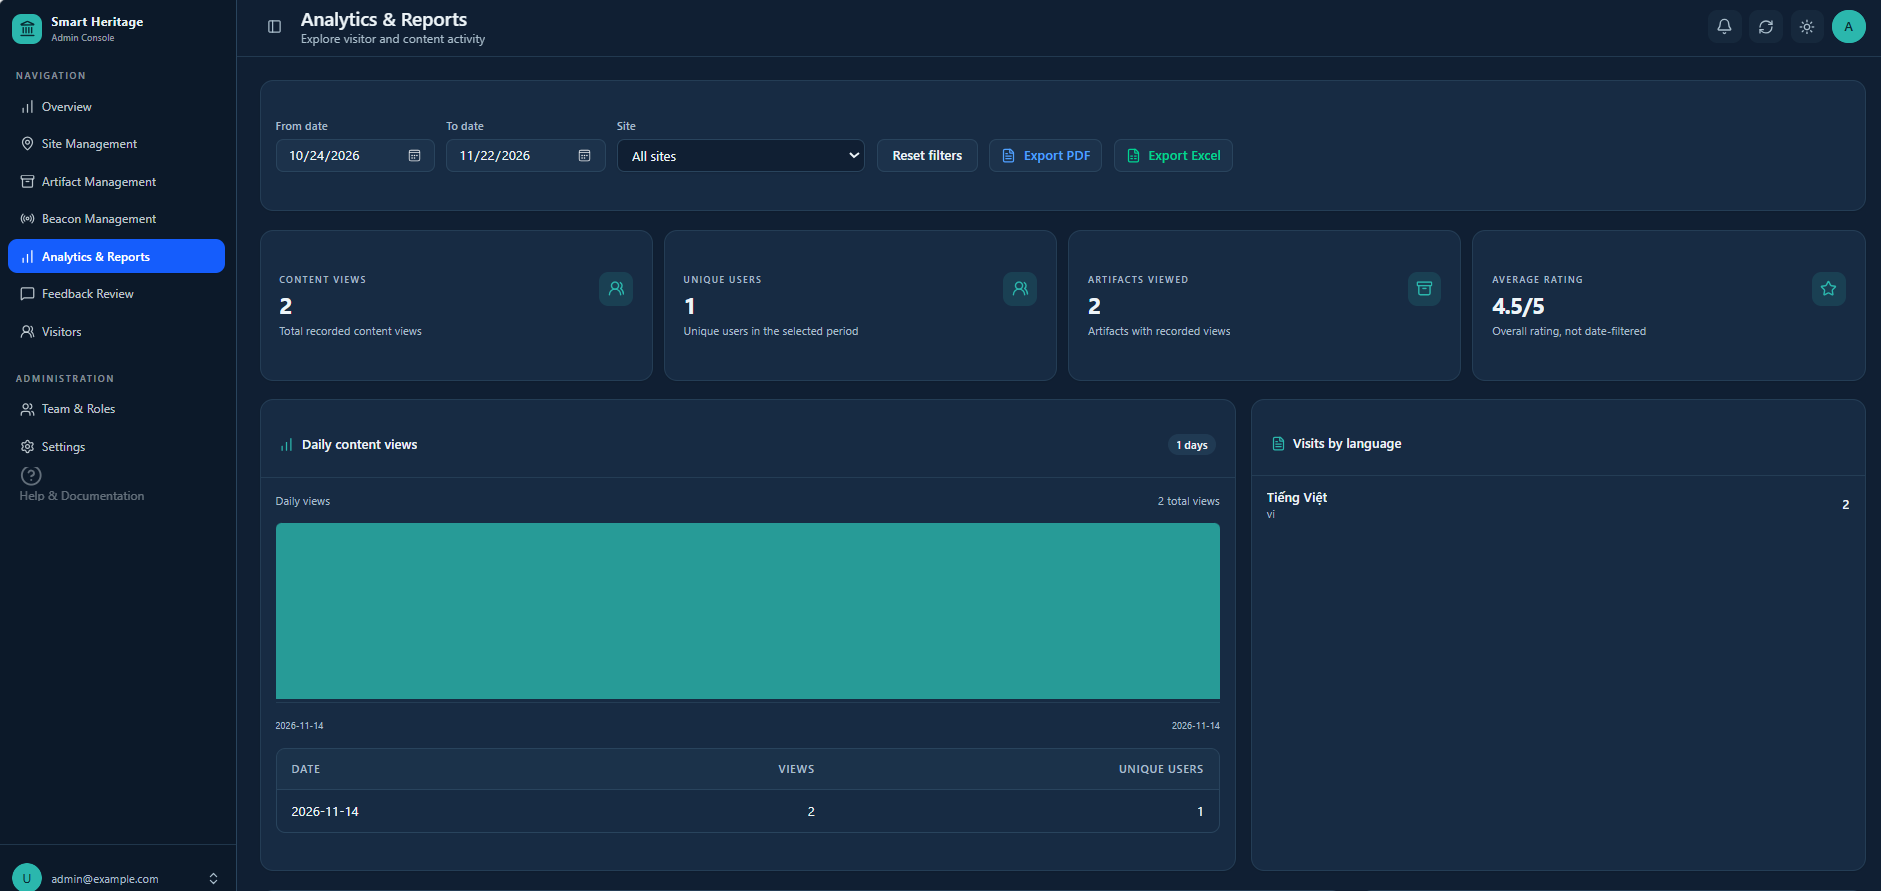 Smart Heritage
Admin Console
NAVIGATION
Overview
Site Management
Artifact Management
Beacon Management
Analytics & Reports
Feedback Review
Visitors
ADMINISTRATION
Team & Roles
Settings
Help & Documentation
U
admin@example.com
Analytics & Reports
Explore visitor and content activity
A
From date
To date
Site
10/24/2026
11/22/2026
All sites
Reset filters
Export PDF
Export Excel
CONTENT VIEWS
2
Total recorded content views
UNIQUE USERS
1
Unique users in the selected period
ARTIFACTS VIEWED
2
Artifacts with recorded views
AVERAGE RATING
4.5/5
Overall rating, not date-filtered
Daily content views
1 days
Daily views
2 total views
2026-11-14
2026-11-14
DATE VIEWS UNIQUE USERS
2026-11-14 2 1
Visits by language
Tiếng Việt
vi
2